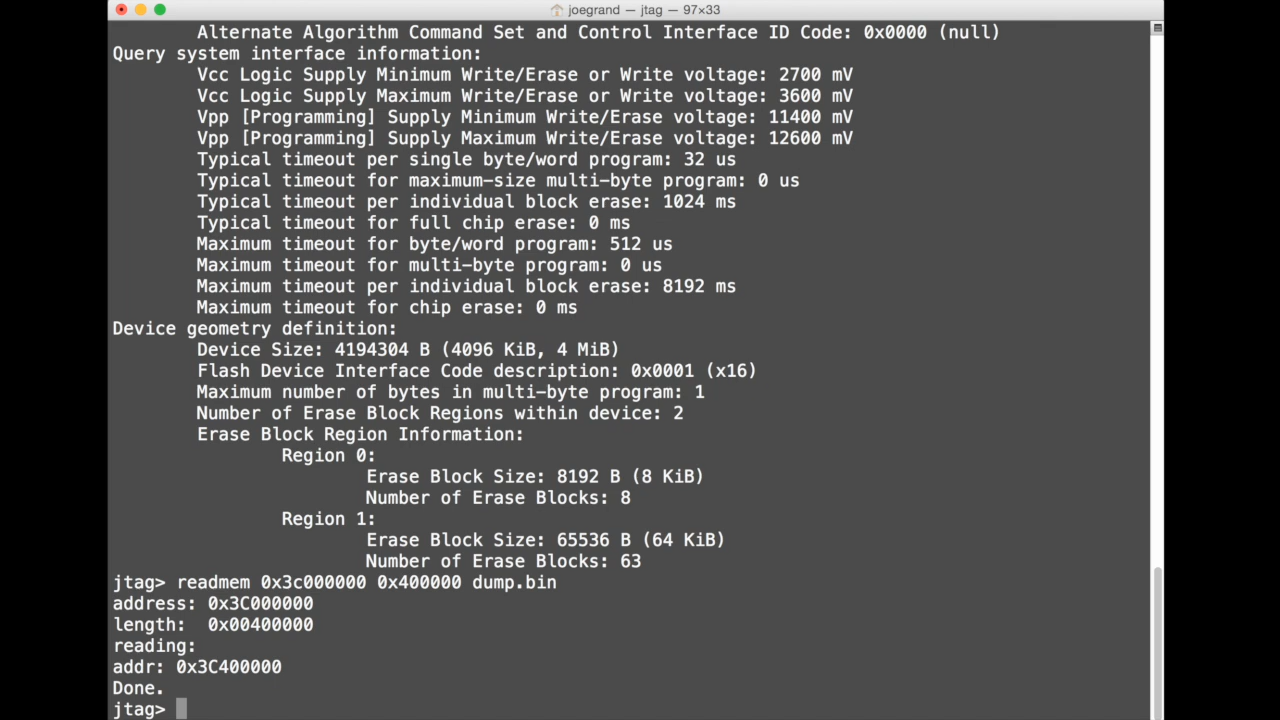 joegrand — jtag — 97×33
Alternate Algorithm Command Set and Control Interface ID Code: 0x0000 (null)
Query system interface information:
Vcc Logic Supply Minimum Write/Erase or Write voltage: 2700 mV
Vcc Logic Supply Maximum Write/Erase or Write voltage: 3600 mV
Vpp [Programming] Supply Minimum Write/Erase voltage: 11400 mV
Vpp [Programming] Supply Maximum Write/Erase voltage: 12600 mV
Typical timeout per single byte/word program: 32 us
Typical timeout for maximum-size multi-byte program: 0 us
Typical timeout per individual block erase: 1024 ms
Typical timeout for full chip erase: 0 ms
Maximum timeout for byte/word program: 512 us
Maximum timeout for multi-byte program: 0 us
Maximum timeout per individual block erase: 8192 ms
Maximum timeout for chip erase: 0 ms
Device geometry definition:
Device Size: 4194304 B (4096 KiB, 4 MiB)
Flash Device Interface Code description: 0x0001 (x16)
Maximum number of bytes in multi-byte program: 1
Number of Erase Block Regions within device: 2
Erase Block Region Information:
Region 0:
Erase Block Size: 8192 B (8 KiB)
Number of Erase Blocks: 8
Region 1:
Erase Block Size: 65536 B (64 KiB)
Number of Erase Blocks: 63
jtag> readmem 0x3c000000 0x400000 dump.bin
address: 0x3C000000
length:  0x00400000
reading:
addr: 0x3C400000
Done.
jtag>